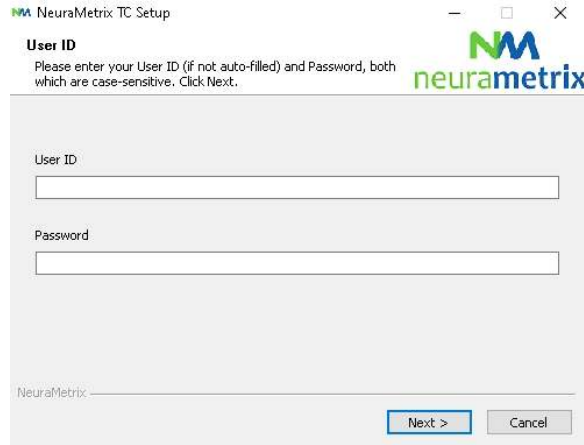 NM NeuraMetrix TC Setup
User ID
Please enter your User ID (if not auto-filled) and Password, both
which are case-sensitive. Click Next.
NM
neurametrix
User ID
Password
NeuraMetrix
Next >
Cancel